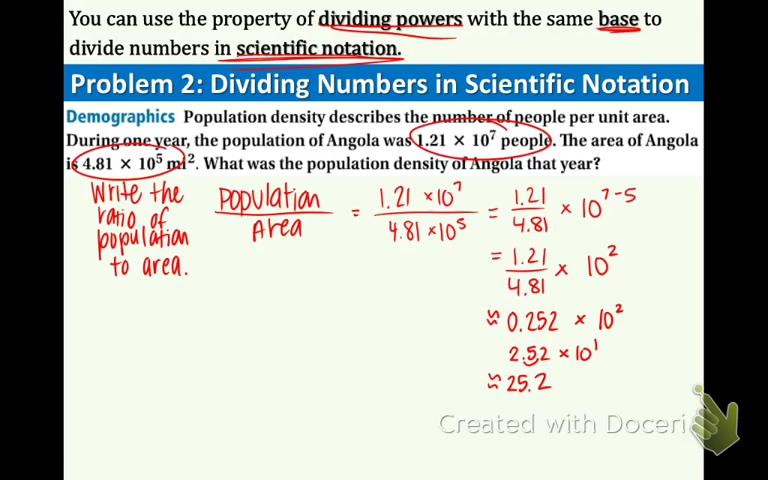 You can use the property of dividing powers with the same base to
divide numbers in scientific notation.
Problem 2: Dividing Numbers in Scientific Notation
Demographics Population density describes the number of people per unit area.
During one year, the population of Angola was 1.21 × 10⁷ people. The area of Angola
is 4.81 × 10⁵ mi². What was the population density of Angola that year?
Write the
ratio of
population
to area.
Population / Area = 1.21 × 10⁷ / 4.81 × 10⁵ = 1.21 / 4.81 × 10⁷⁻⁵
= 1.21 / 4.81 × 10²
≈ 0.252 × 10²
2.52 × 10¹
≈ 25.2
Created with Doceri